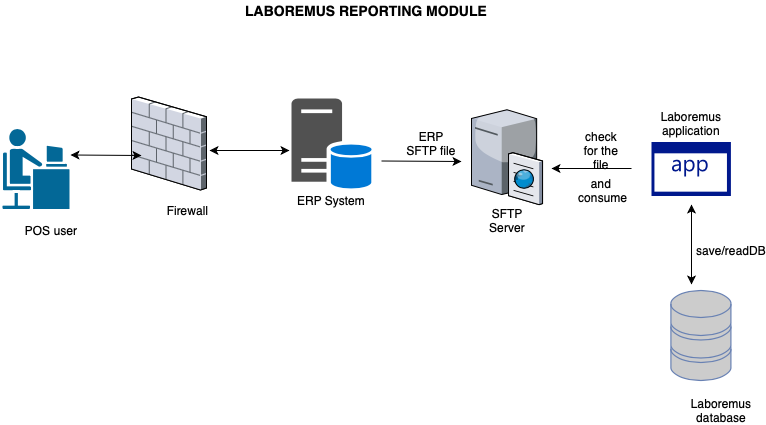 LABOREMUS REPORTING MODULE
POS user
Firewall
ERP System
ERP
SFTP file
SFTP
Server
check
for the
file
and
consume
Laboremus
application
app
save/readDB
Laboremus
database